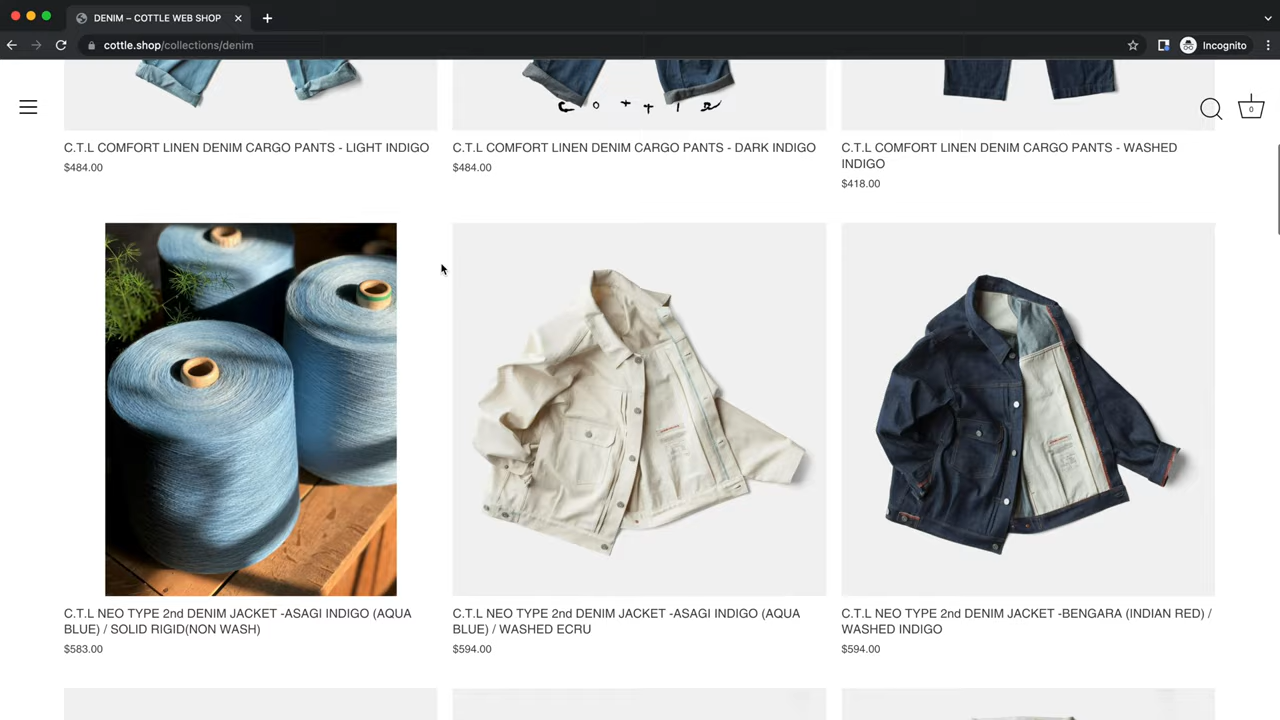 DENIM – COTTLE WEB SHOP
cottle.shop/collections/denim
Incognito
0
c o t t l e
C.T.L COMFORT LINEN DENIM CARGO PANTS - LIGHT INDIGO
$484.00
C.T.L COMFORT LINEN DENIM CARGO PANTS - DARK INDIGO
$484.00
C.T.L COMFORT LINEN DENIM CARGO PANTS - WASHED
INDIGO
$418.00
C.T.L NEO TYPE 2nd DENIM JACKET -ASAGI INDIGO (AQUA
BLUE) / SOLID RIGID(NON WASH)
$583.00
C.T.L NEO TYPE 2nd DENIM JACKET -ASAGI INDIGO (AQUA
BLUE) / WASHED ECRU
$594.00
C.T.L NEO TYPE 2nd DENIM JACKET -BENGARA (INDIAN RED) /
WASHED INDIGO
$594.00